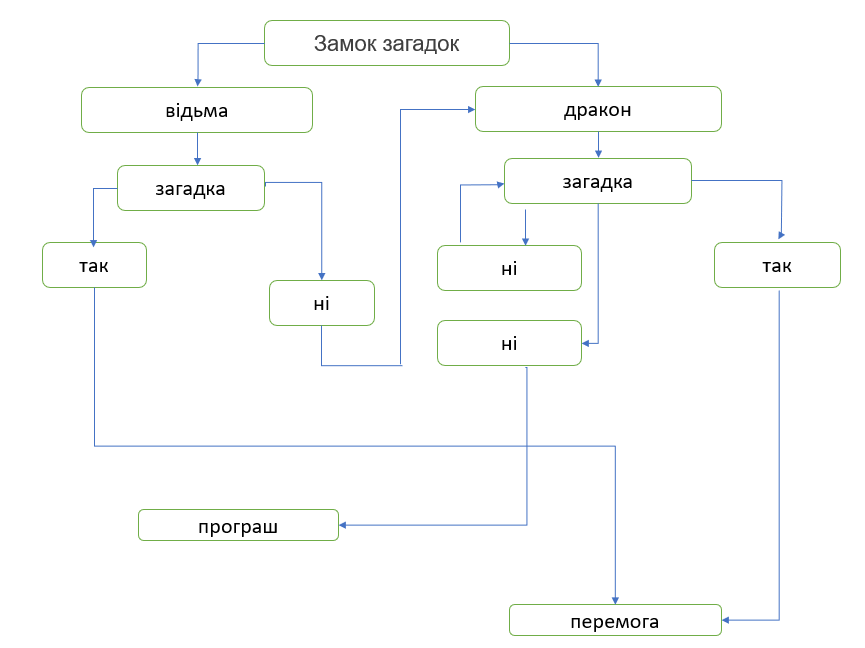 Замок загадок
відьма
дракон
загадка
загадка
так
ні
ні
так
ні
програш
перемога